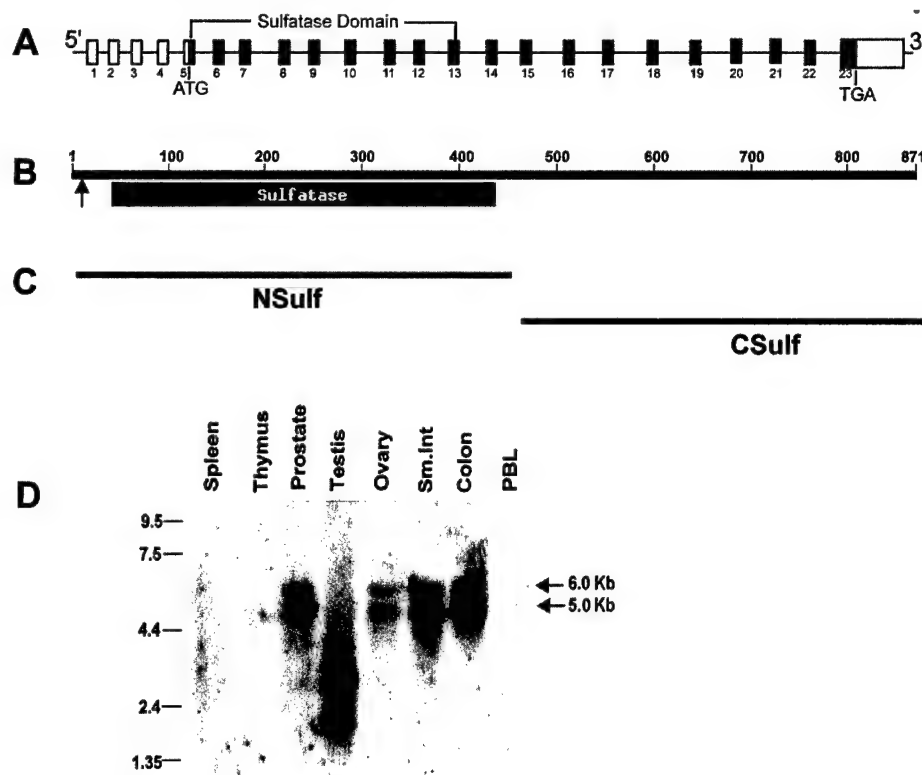 A
5'
Sulfatase Domain
3
1 2 3 4 5 6 7 8 9 10 11 12 13 14 15 16 17 18 19 20 21 22 23
ATG
TGA
B
1 100 200 300 400 500 600 700 800 871
Sulfatase
C
NSulf
CSulf
D
Spleen Thymus Prostate Testis Ovary Sm.Int Colon PBL
9.5
7.5
6.0 Kb
5.0 Kb
4.4
2.4
1.35